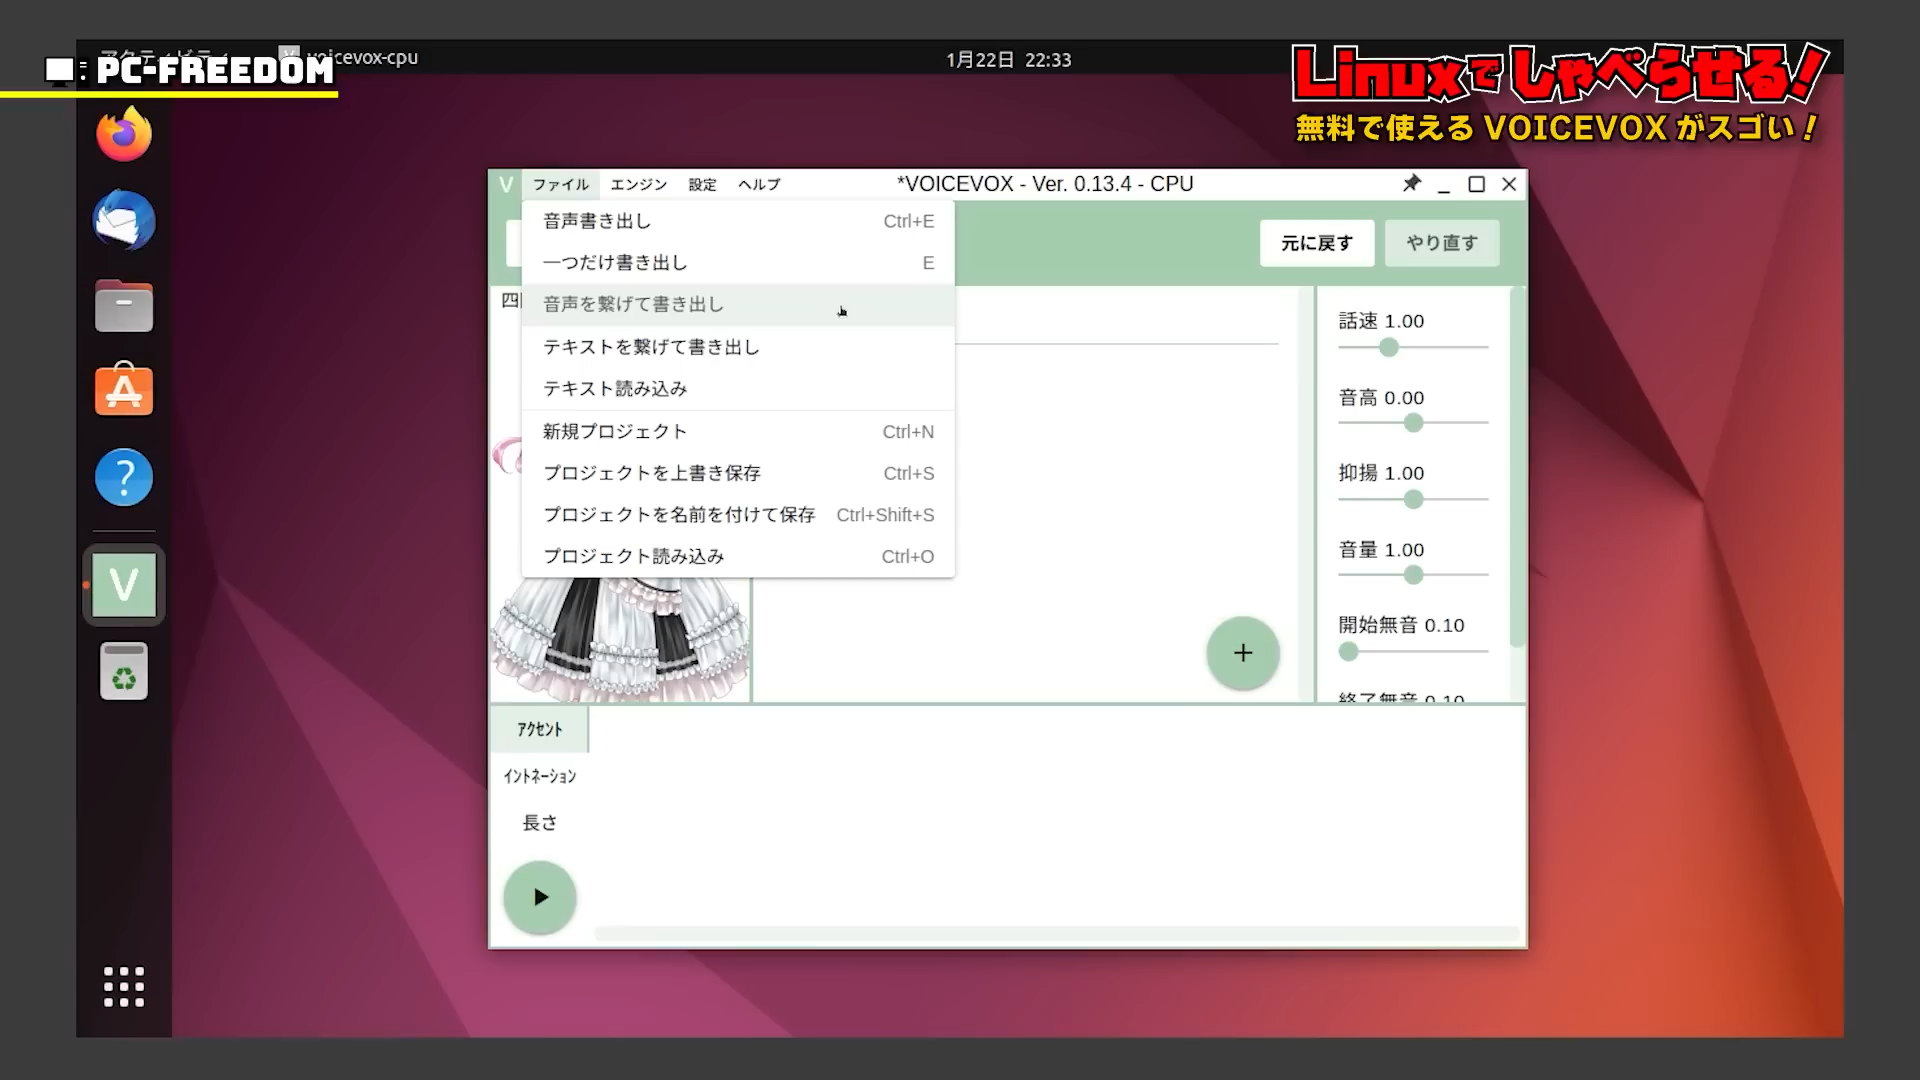 voicevox-cpu
1月22日 22:33
PC-FREEDOM
Linuxでしゃべらせる!
無料で使える VOICEVOX がスゴい!
V
ファイル エンジン 設定 ヘルプ
*VOICEVOX - Ver. 0.13.4 - CPU
音声書き出し Ctrl+E
一つだけ書き出し E
音声を繋げて書き出し
テキストを繋げて書き出し
テキスト読み込み
新規プロジェクト Ctrl+N
プロジェクトを上書き保存 Ctrl+S
プロジェクトを名前を付けて保存 Ctrl+Shift+S
プロジェクト読み込み Ctrl+O
元に戻す やり直す
四
話速 1.00
音高 0.00
抑揚 1.00
音量 1.00
開始無音 0.10
終了無音 0.10
アクセント
イントネーション
長さ
V